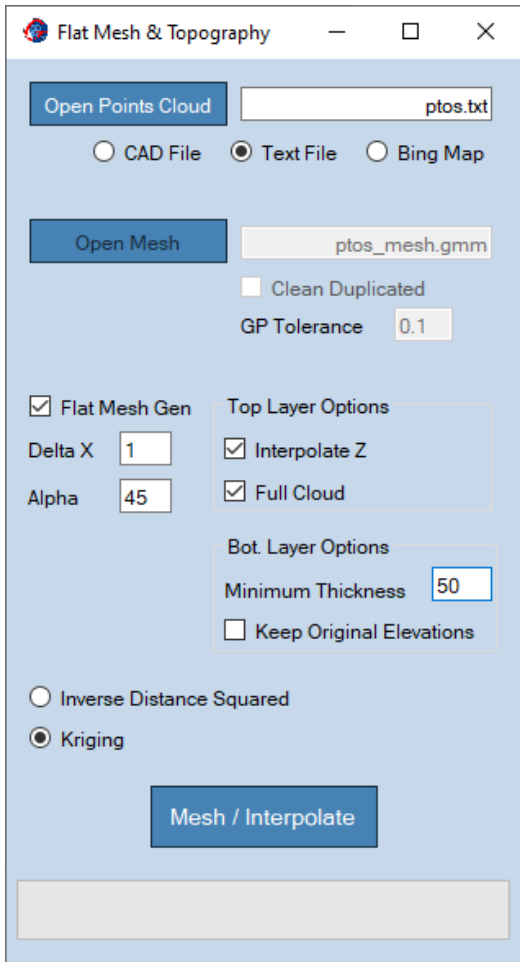 Flat Mesh & Topography
Open Points Cloud ptos.txt
CAD File Text File Bing Map
Open Mesh ptos_mesh.gmm
Clean Duplicated
GP Tolerance 0.1
Flat Mesh Gen Top Layer Options
Delta X 1 Interpolate Z
Alpha 45 Full Cloud
Bot. Layer Options
Minimum Thickness 50
Keep Original Elevations
Inverse Distance Squared
Kriging
Mesh / Interpolate